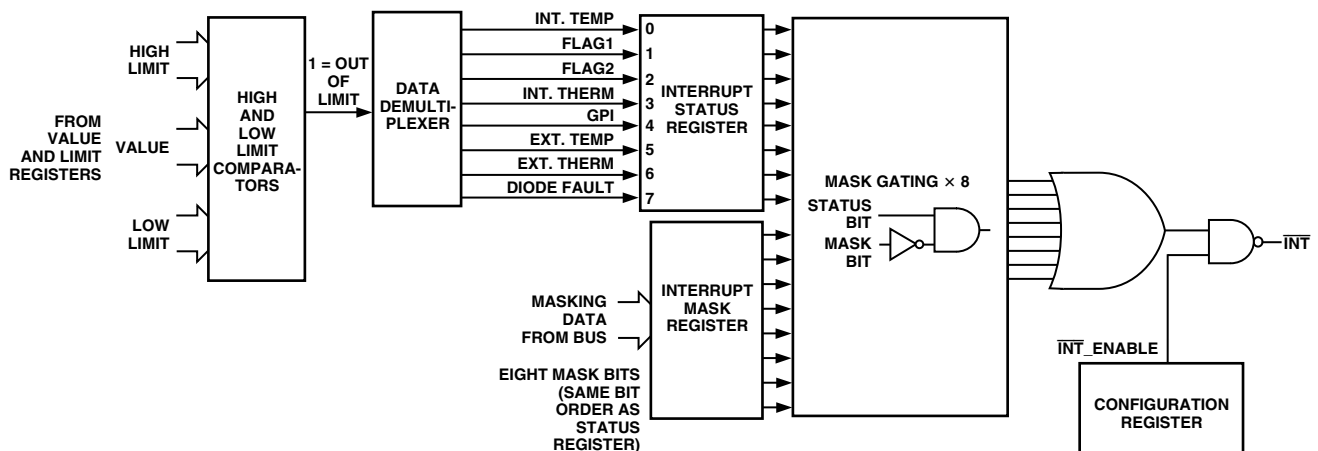 FROM
VALUE
AND LIMIT
REGISTERS
HIGH
LIMIT
VALUE
LOW
LIMIT
HIGH
AND
LOW
LIMIT
COMPARA-
TORS
1 = OUT
OF
LIMIT
DATA
DEMULTI-
PLEXER
INT. TEMP
FLAG1
FLAG2
INT. THERM
GPI
EXT. TEMP
EXT. THERM
DIODE FAULT
0
1
2
3
4
5
6
7
INTERRUPT
STATUS
REGISTER
MASK GATING × 8
STATUS
BIT
MASK
BIT
MASKING
DATA
FROM BUS
INTERRUPT
MASK
REGISTER
EIGHT MASK BITS
(SAME BIT
ORDER AS
STATUS
REGISTER)
I̅N̅T̅
I̅N̅T̅_ENABLE
CONFIGURATION
REGISTER